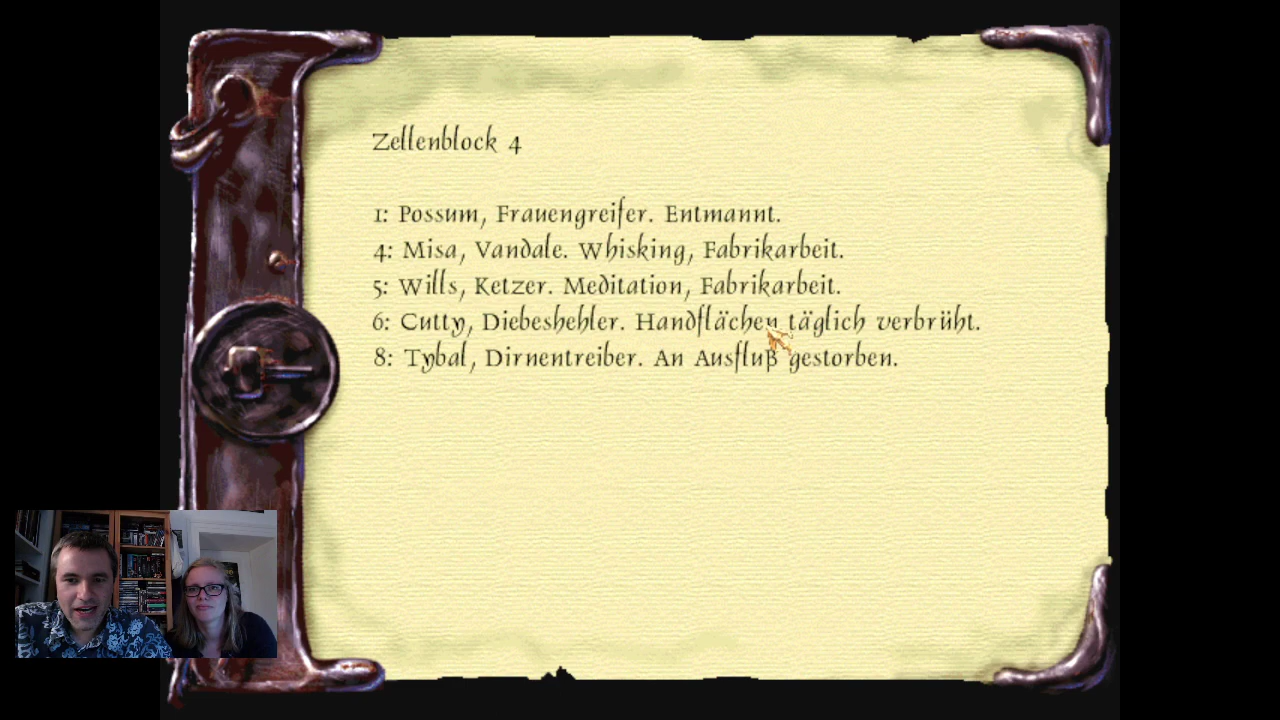 Zellenblock 4
1: Possum, Frauengreifer. Entmannt.
4: Misa, Vandale. Whisking, Fabrikarbeit.
5: Wills, Ketzer. Meditation, Fabrikarbeit.
6: Cutty, Diebeshehler. Handflächen täglich verbrüht.
8: Tybal, Dirnentreiber. An Ausfluß gestorben.